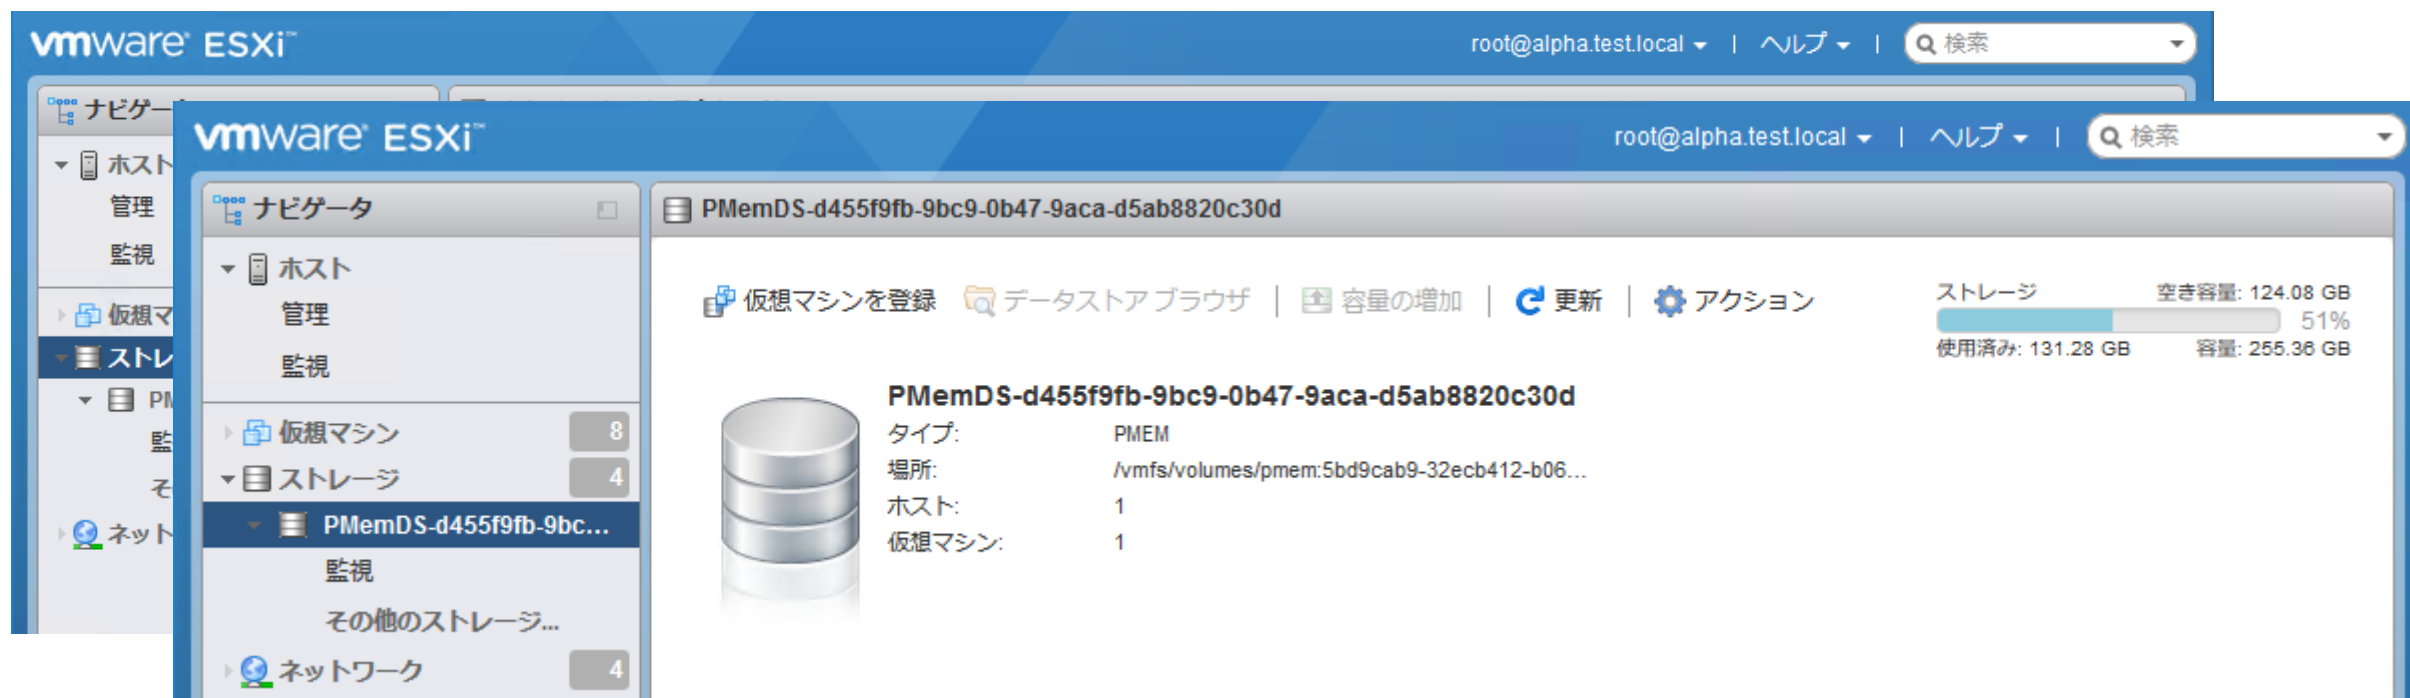 vmware ESXi™
root@alpha.test.local | ヘルプ | 検索
ナビゲー
ホスト
管理
監視
仮想マ
ストレ
監
ネット
vmware ESXi™
root@alpha.test.local | ヘルプ | 検索
ナビゲータ
ホスト
管理
監視
仮想マシン 8
ストレージ 4
PMemDS-d455f9fb-9bc...
監視
その他のストレージ...
ネットワーク 4
PMemDS-d455f9fb-9bc9-0b47-9aca-d5ab8820c30d
仮想マシンを登録 データストア ブラウザ | 容量の増加 | 更新 | アクション
ストレージ 空き容量: 124.08 GB
51%
使用済み: 131.28 GB 容量: 255.36 GB
PMemDS-d455f9fb-9bc9-0b47-9aca-d5ab8820c30d
タイプ: PMEM
場所: /vmfs/volumes/pmem:5bd9cab9-32ecb412-b06...
ホスト: 1
仮想マシン: 1